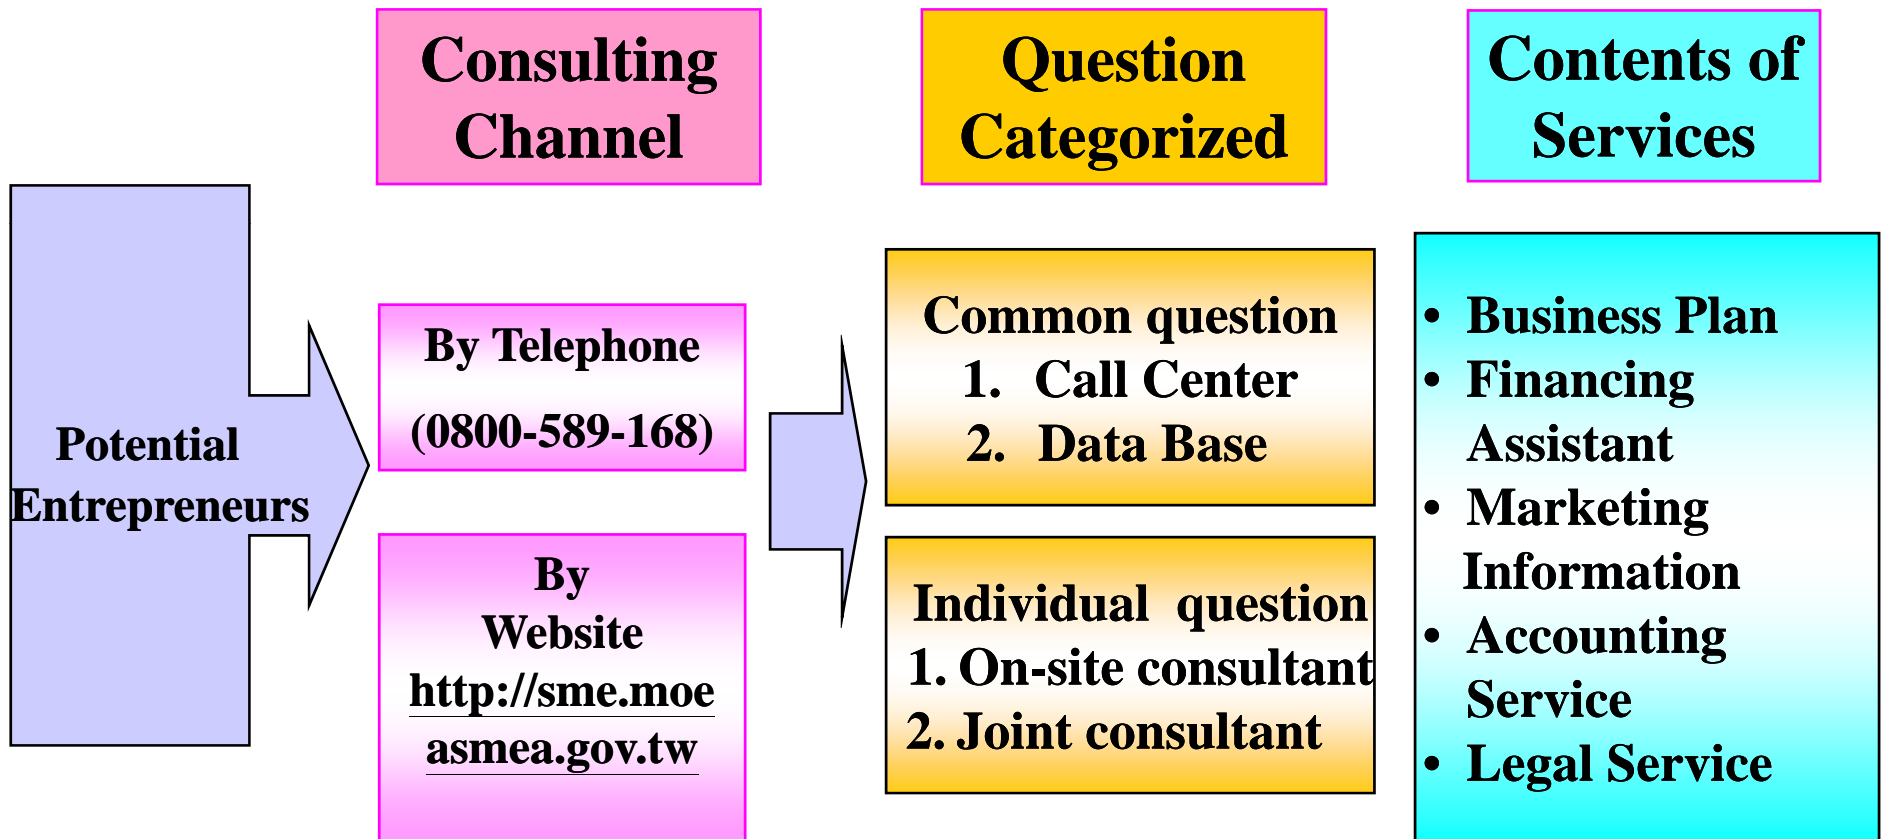 Consulting
Channel
Question
Categorized
Contents of
Services
Potential
Entrepreneurs
By Telephone
(0800-589-168)
By
Website
http://sme.moe
asmea.gov.tw
Common question
1. Call Center
2. Data Base
Individual question
1. On-site consultant
2. Joint consultant
• Business Plan
• Financing
Assistant
• Marketing
Information
• Accounting
Service
• Legal Service